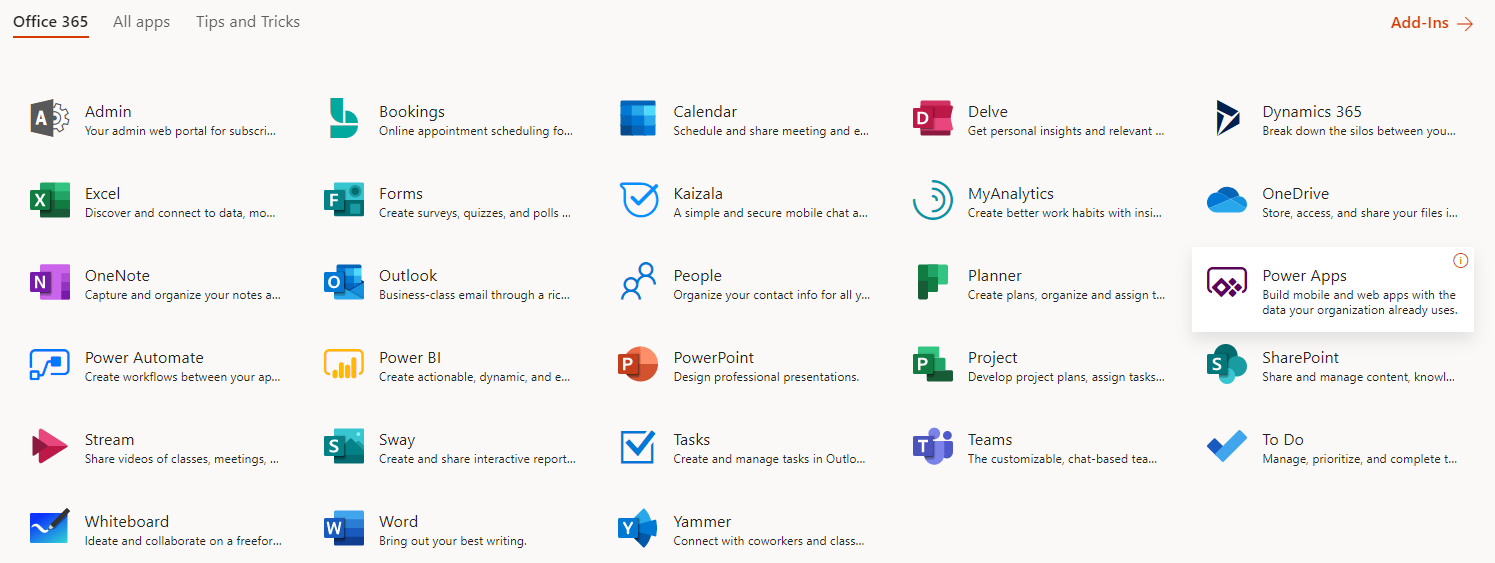 Office 365 All apps Tips and Tricks Add-Ins
Admin
Your admin web portal for subscri...
Bookings
Online appointment scheduling fo...
Calendar
Schedule and share meeting and e...
Delve
Get personal insights and relevant ...
Dynamics 365
Break down the silos between you...
Excel
Discover and connect to data, mo...
Forms
Create surveys, quizzes, and polls ...
Kaizala
A simple and secure mobile chat a...
MyAnalytics
Create better work habits with insi...
OneDrive
Store, access, and share your files i...
OneNote
Capture and organize your notes a...
Outlook
Business-class email through a ric...
People
Organize your contact info for all y...
Planner
Create plans, organize and assign t...
Power Apps
Build mobile and web apps with the
data your organization already uses.
Power Automate
Create workflows between your ap...
Power BI
Create actionable, dynamic, and e...
PowerPoint
Design professional presentations.
Project
Develop project plans, assign tasks...
SharePoint
Share and manage content, knowl...
Stream
Share videos of classes, meetings, ...
Sway
Create and share interactive report...
Tasks
Create and manage tasks in Outlo...
Teams
The customizable, chat-based tea...
To Do
Manage, prioritize, and complete t...
Whiteboard
Ideate and collaborate on a freefor...
Word
Bring out your best writing.
Yammer
Connect with coworkers and class...